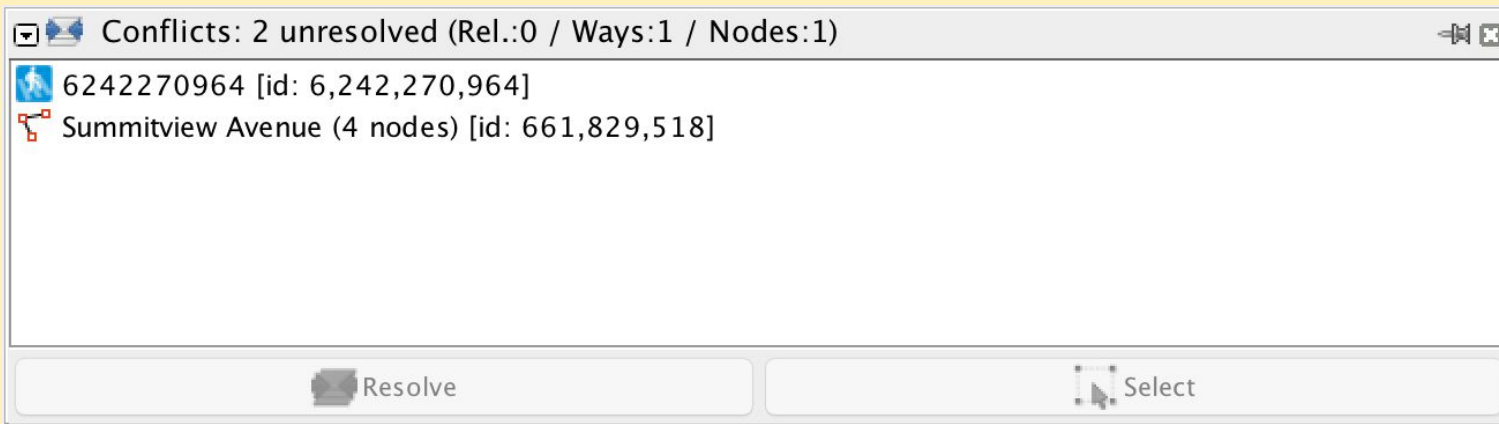 Conflicts: 2 unresolved (Rel.:0 / Ways:1 / Nodes:1)
6242270964 [id: 6,242,270,964]
Summitview Avenue (4 nodes) [id: 661,829,518]
Resolve
Select